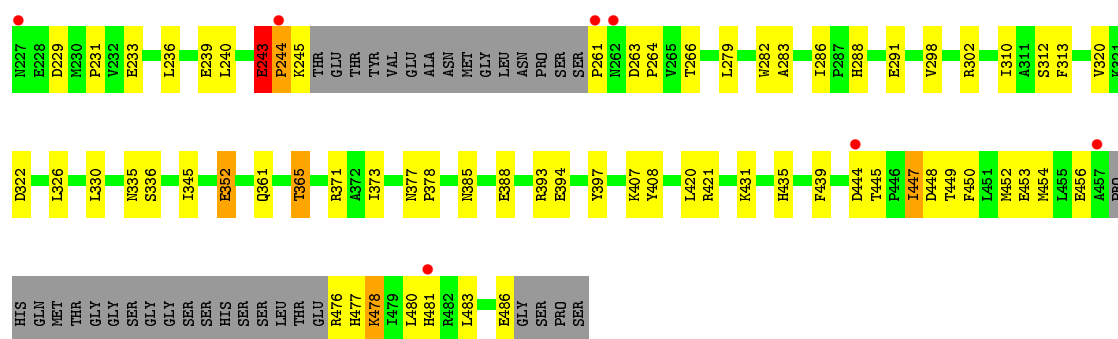 N227 E228 D229 M230 P231 V232 E233 L236 E239 L240 E243 P244 K245 THR GLU THR TYR VAL GLU ALA ASN MET GLY LEU ASN PRO SER SER P261 N262 D263 P264 V265 T266 L279 W282 A283 I286 P287 H288 E291 V298 R302 I310 A311 S312 F313 V320 K321
D322 L326 L330 N335 S336 I345 E352 Q361 T365 R371 A372 I373 N377 P378 N385 E388 R393 E394 Y397 K407 Y408 L420 R421 K431 H435 F439 D444 T445 P446 I447 D448 T449 F450 L451 M452 E453 M454 L455 E456 A457 PRO
HIS GLN MET THR GLY GLY SER GLY GLY SER SER HIS SER SER LEU THR GLU R476 H477 K478 I479 L480 H481 R482 L483 E486 GLY SER PRO SER